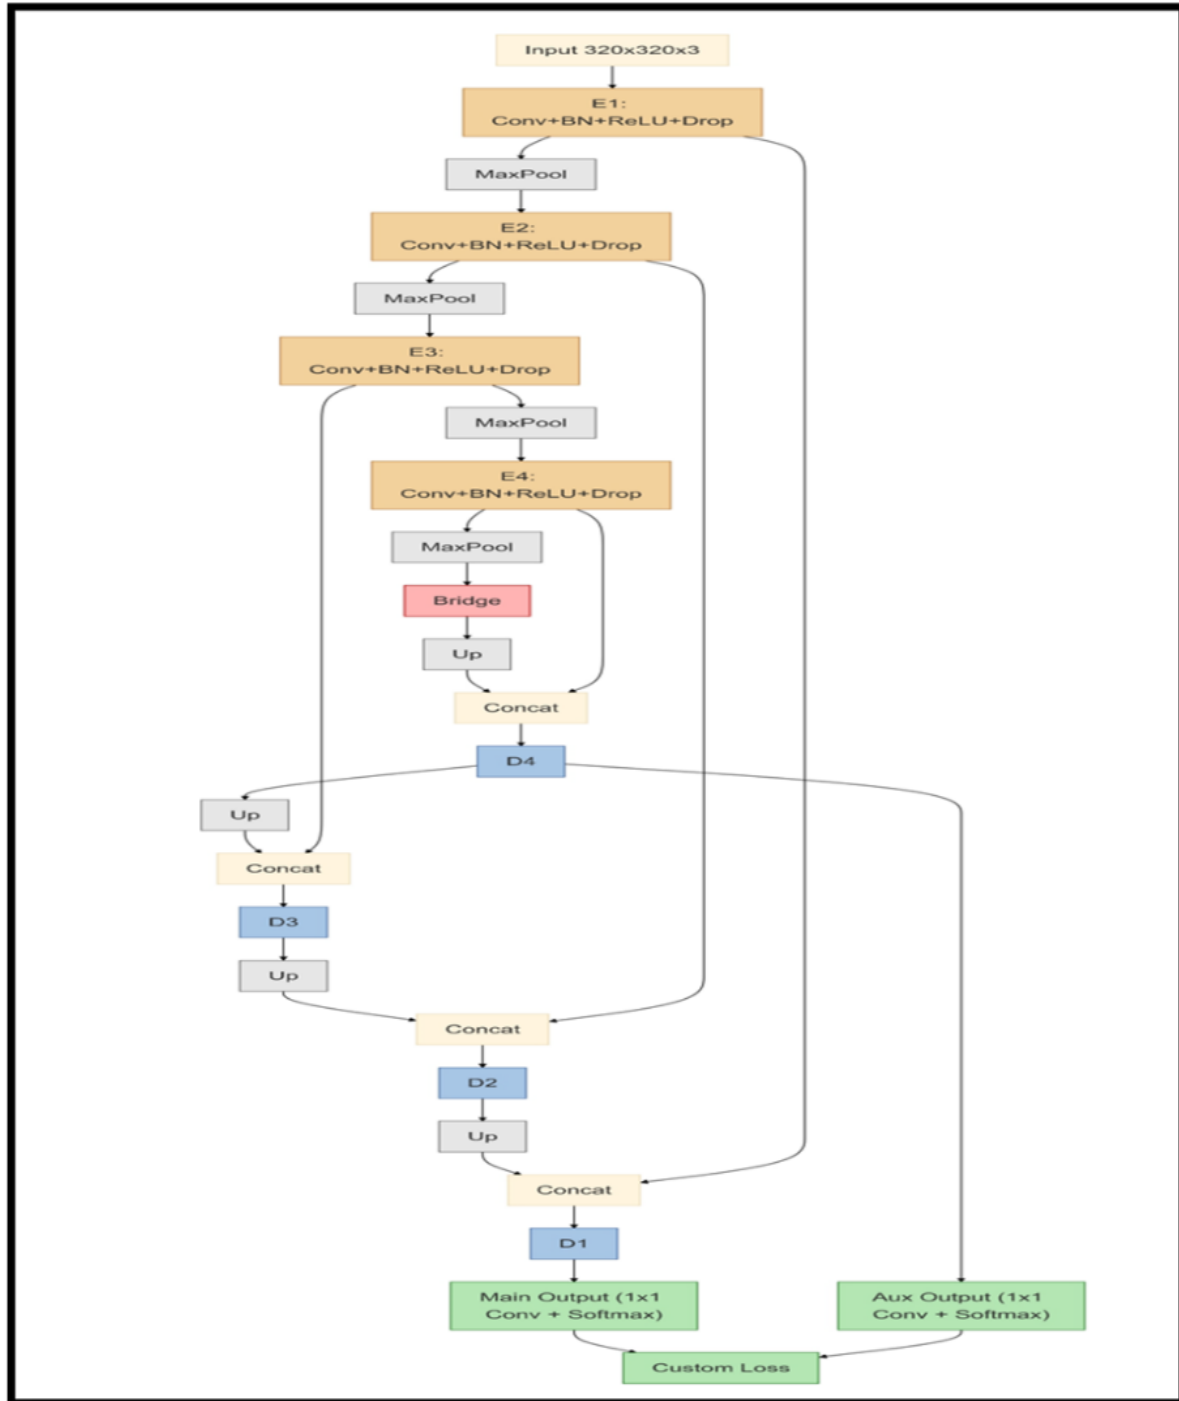 Input 320x320x3
E1:
Conv+BN+ReLU+Drop
MaxPool
E2:
Conv+BN+ReLU+Drop
MaxPool
E3:
Conv+BN+ReLU+Drop
MaxPool
E4:
Conv+BN+ReLU+Drop
MaxPool
Bridge
Up
Concat
D4
Up
Concat
D3
Up
Concat
D2
Up
Concat
D1
Main Output (1x1
Conv + Softmax)
Aux Output (1x1
Conv + Softmax)
Custom Loss